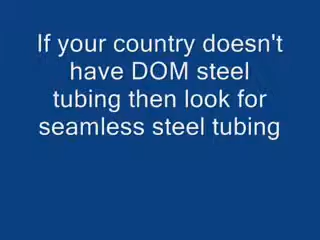 If your country doesn't
have DOM steel
tubing then look for
seamless steel tubing